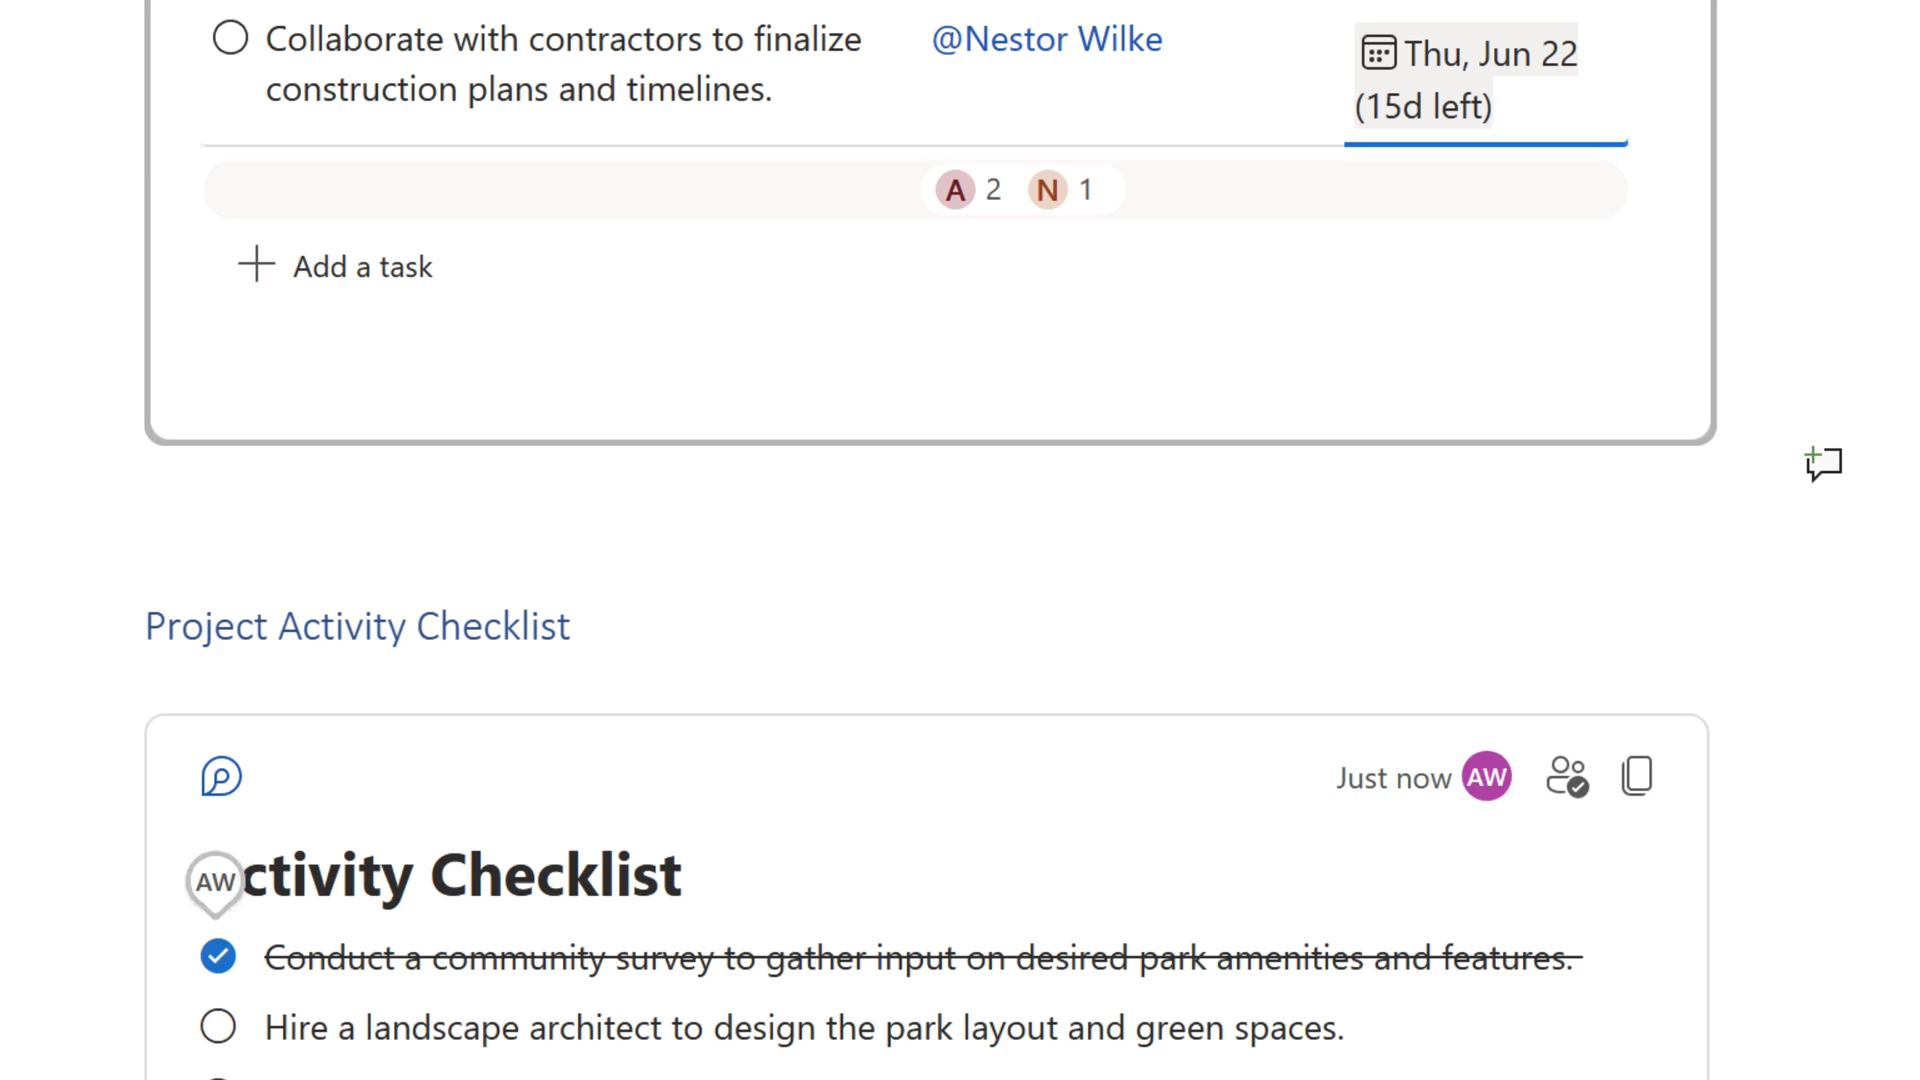 Collaborate with contractors to finalize @Nestor Wilke Thu, Jun 22
construction plans and timelines. (15d left)
A 2 N 1
Add a task
Project Activity Checklist
Just now AW
AW ctivity Checklist
Conduct a community survey to gather input on desired park amenities and features.
Hire a landscape architect to design the park layout and green spaces.